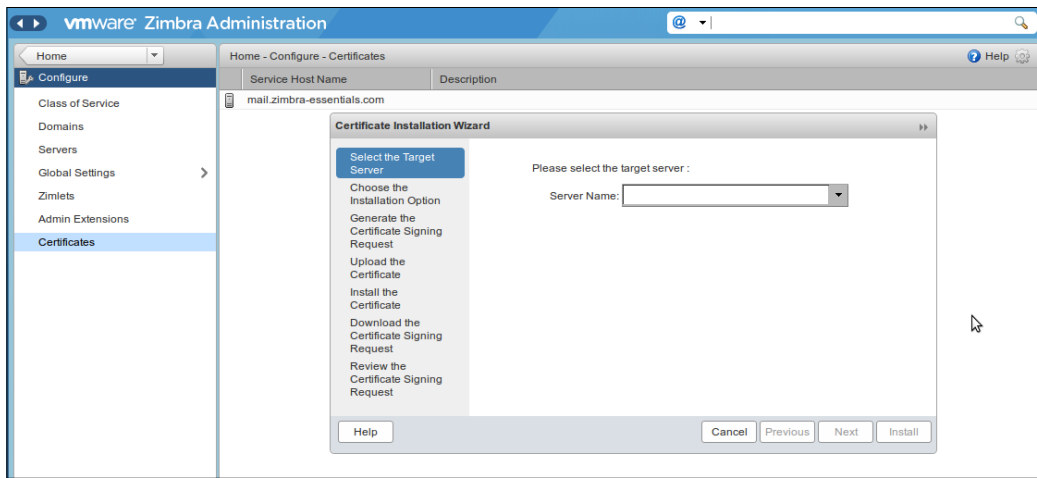 vmware Zimbra Administration
@
Home
Home - Configure - Certificates
Help
Configure
Service Host Name
Description
Class of Service
mail.zimbra-essentials.com
Domains
Servers
Global Settings
Zimlets
Admin Extensions
Certificates
Certificate Installation Wizard
Select the Target
Server
Choose the
Installation Option
Generate the
Certificate Signing
Request
Upload the
Certificate
Install the
Certificate
Download the
Certificate Signing
Request
Review the
Certificate Signing
Request
Please select the target server :
Server Name:
Help
Cancel
Previous
Next
Install